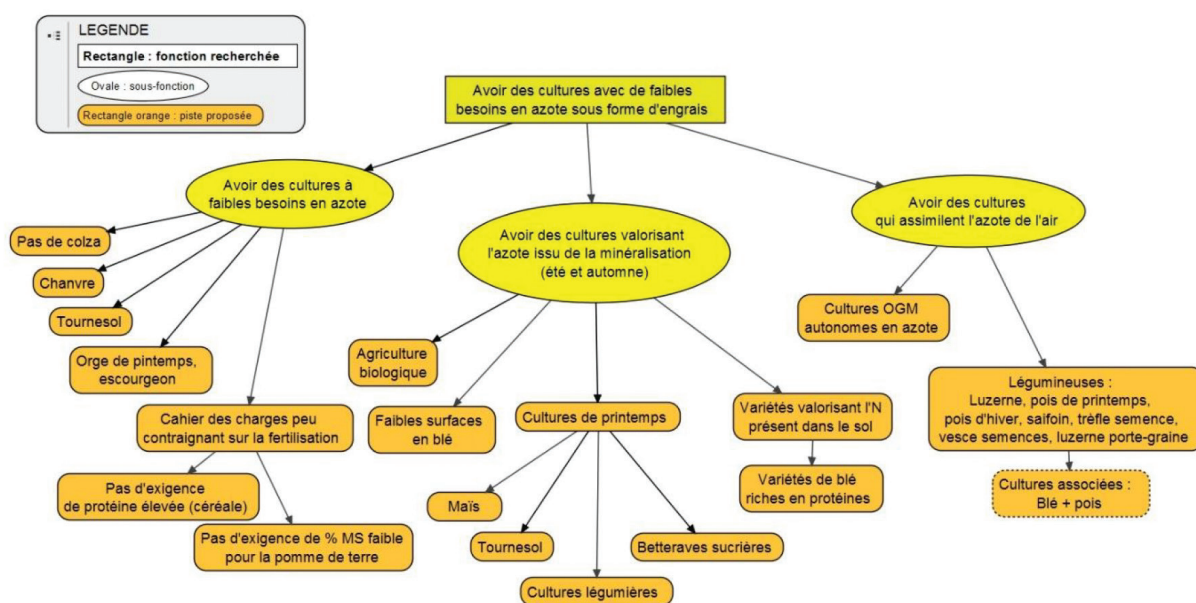 LEGENDE
Rectangle : fonction recherchée
Ovale : sous-fonction
Rectangle orange : piste proposée
Avoir des cultures avec de faibles
besoins en azote sous forme d'engrais
Avoir des cultures à
faibles besoins en azote
Pas de colza
Chanvre
Tournesol
Orge de pintemps,
escourgeon
Cahier des charges peu
contraignant sur la fertilisation
Pas d'exigence
de protéine élevée (céréale)
Pas d'exigence de % MS faible
pour la pomme de terre
Avoir des cultures valorisant
l'azote issu de la minéralisation
(été et automne)
Agriculture
biologique
Faibles surfaces
en blé
Cultures de printemps
Maïs
Tournesol
Cultures légumières
Betteraves sucrières
Variétés valorisant l'N
présent dans le sol
Variétés de blé
riches en protéines
Avoir des cultures
qui assimilent l'azote de l'air
Cultures OGM
autonomes en azote
Légumineuses :
Luzerne, pois de printemps,
pois d'hiver, saifoin, trèfle semence,
vesce semences, luzerne porte-graine
Cultures associées :
Blé + pois